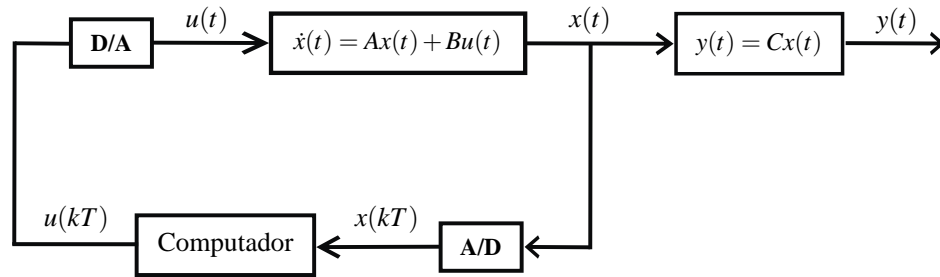 D/A
u(t)
ẋ(t) = Ax(t) + Bu(t)
x(t)
y(t) = Cx(t)
y(t)
u(kT)
Computador
x(kT)
A/D